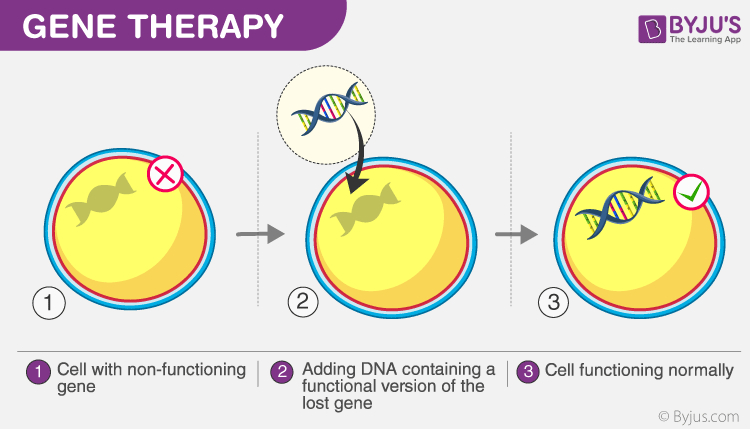 GENE THERAPY
BYJU'S
The Learning App
1
2
3
1 Cell with non-functioning
gene
2 Adding DNA containing a
functional version of the
lost gene
3 Cell functioning normally
© Byjus.com